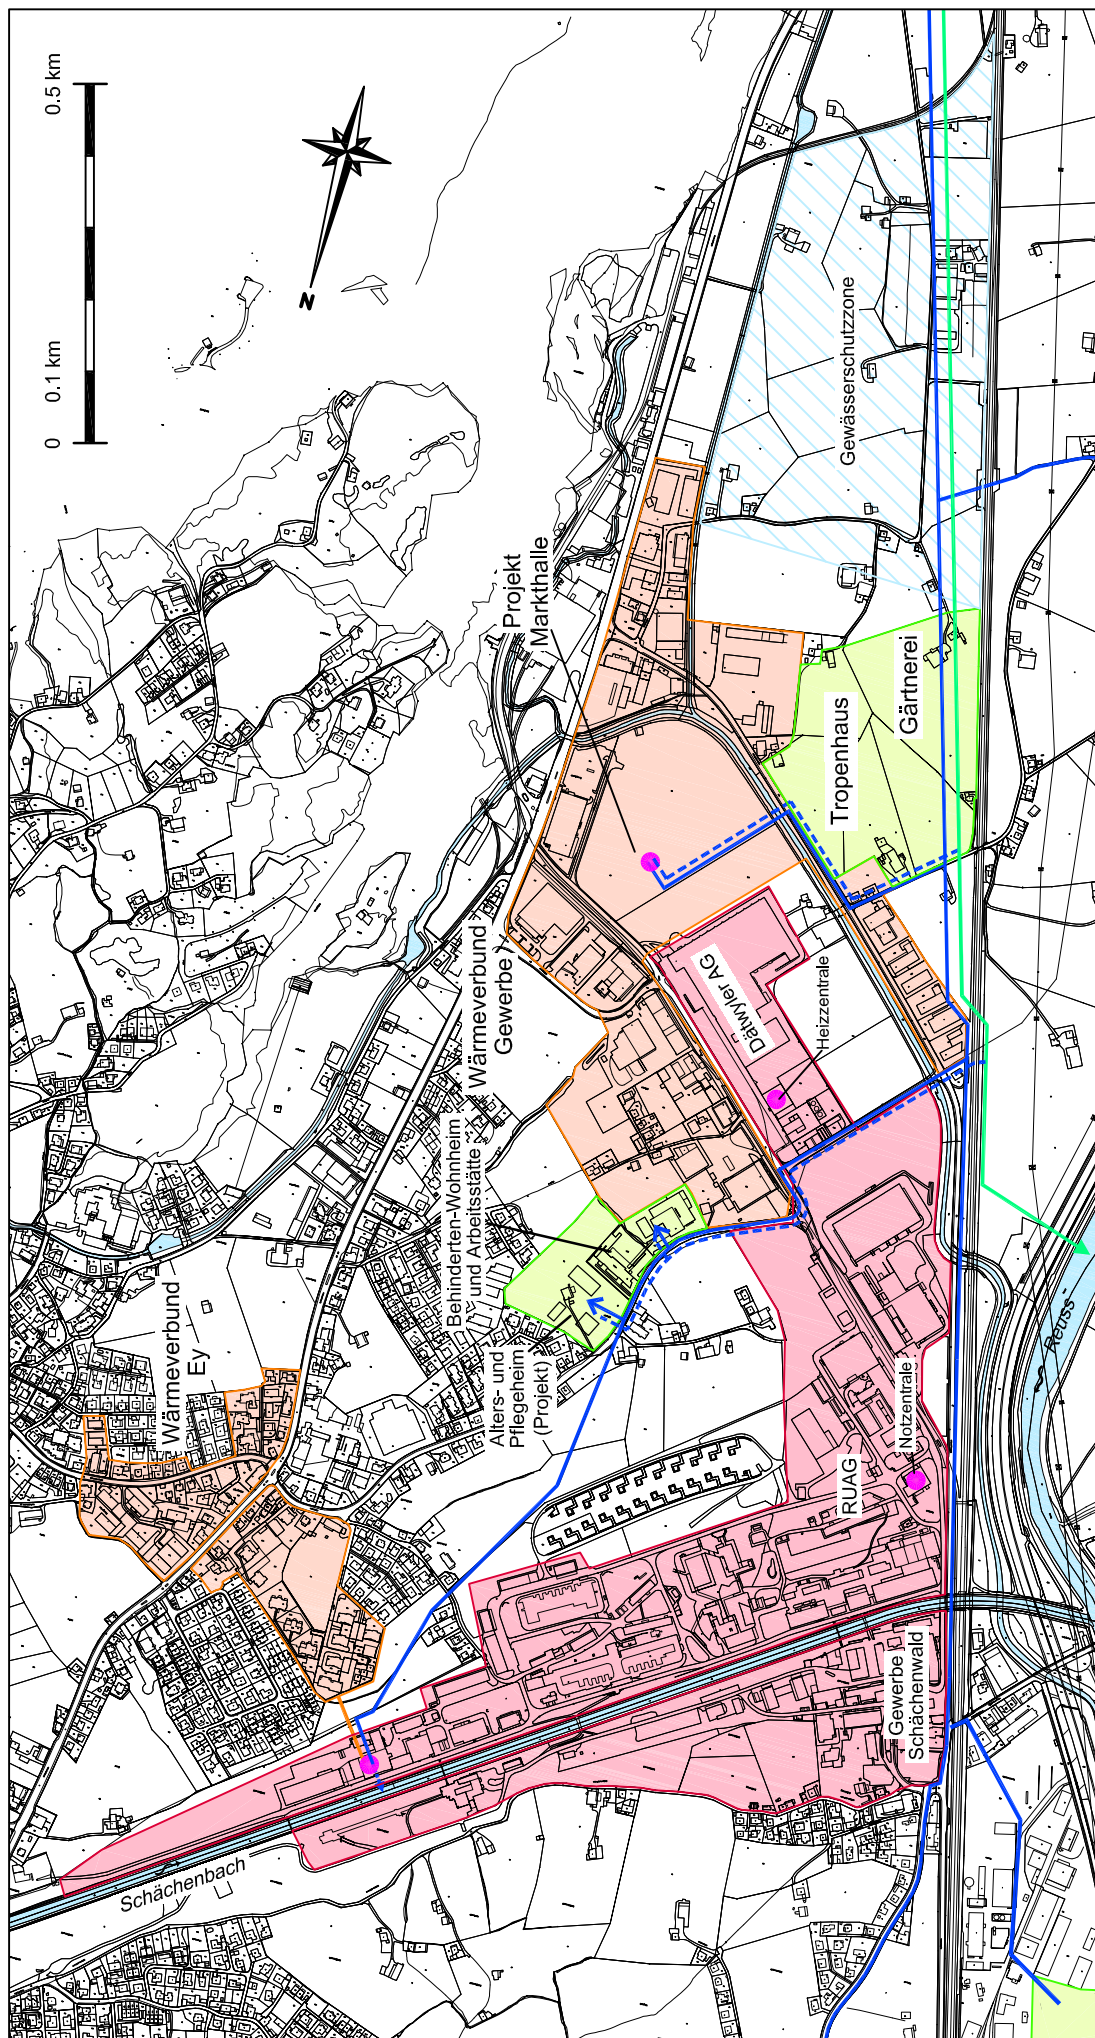 0
0.1 km
0.5 km
N
Projekt
Markthalle
Gewässerschutzzone
Gärtnerei
Tropenhaus
Wärmeverbund
Gewerbe
Dätwyler AG
Heizzentrale
Behinderten-Wohnheim
und Arbeitsstätte
Alters- und
Pflegeheim
(Projekt)
Wärmeverbund
Ey
Reuss
Notzentrale
RUAG
Gewerbe
Schächenwald
Schächenbach